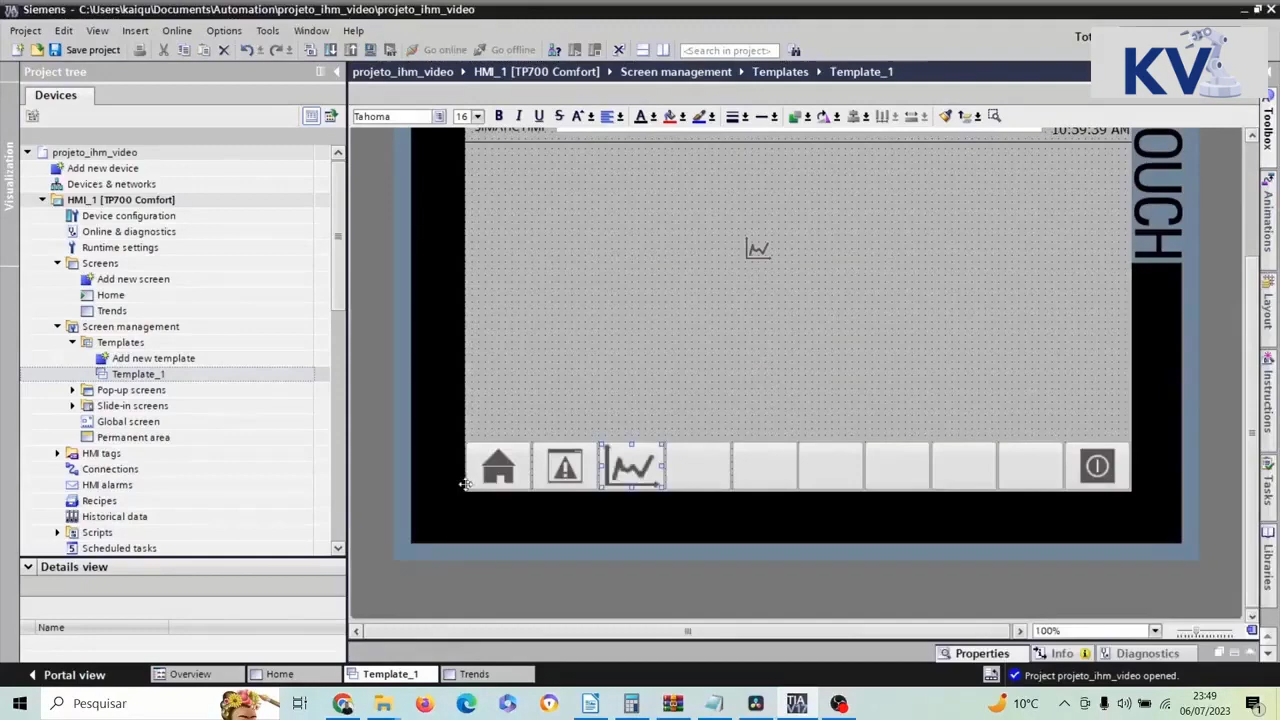 Siemens - C:\Users\kaiqu\Documents\Automation\projeto_ihm_video\projeto_ihm_video
Project Edit View Insert Online Options Tools Window Help
Save project Go online Go offline <Search in project>
KV
Project tree
projeto_ihm_video HMI_1 [TP700 Comfort] Screen management Templates Template_1
Devices
Tahoma 16 B I U S A A
10:59:39 AM
OUCH
Visualization
projeto_ihm_video
Add new device
Devices & networks
HMI_1 [TP700 Comfort]
Device configuration
Online & diagnostics
Runtime settings
Screens
Add new screen
Home
Trends
Screen management
Templates
Add new template
Template_1
Pop-up screens
Slide-in screens
Global screen
Permanent area
HMI tags
Connections
HMI alarms
Recipes
Historical data
Scripts
Scheduled tasks
Toolbox
Animations
Layout
Instructions
Tasks
Libraries
Details view
Name
100%
Properties Info Diagnostics
Portal view Overview Home Template_1 Trends Project projeto_ihm_video opened.
Pesquisar 10°C 23:49
06/07/2023